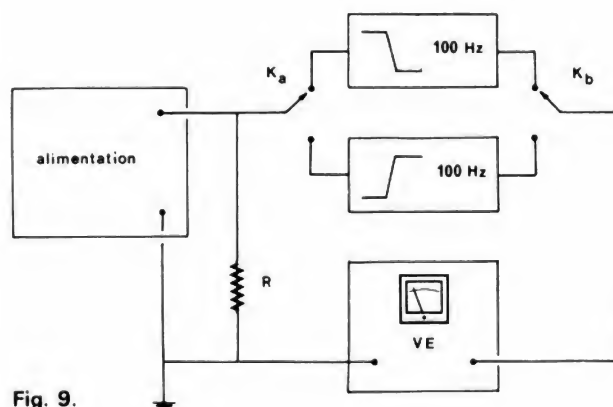 100 Hz
Ka
Kb
alimentation
100 Hz
R
VE
Fig. 9.